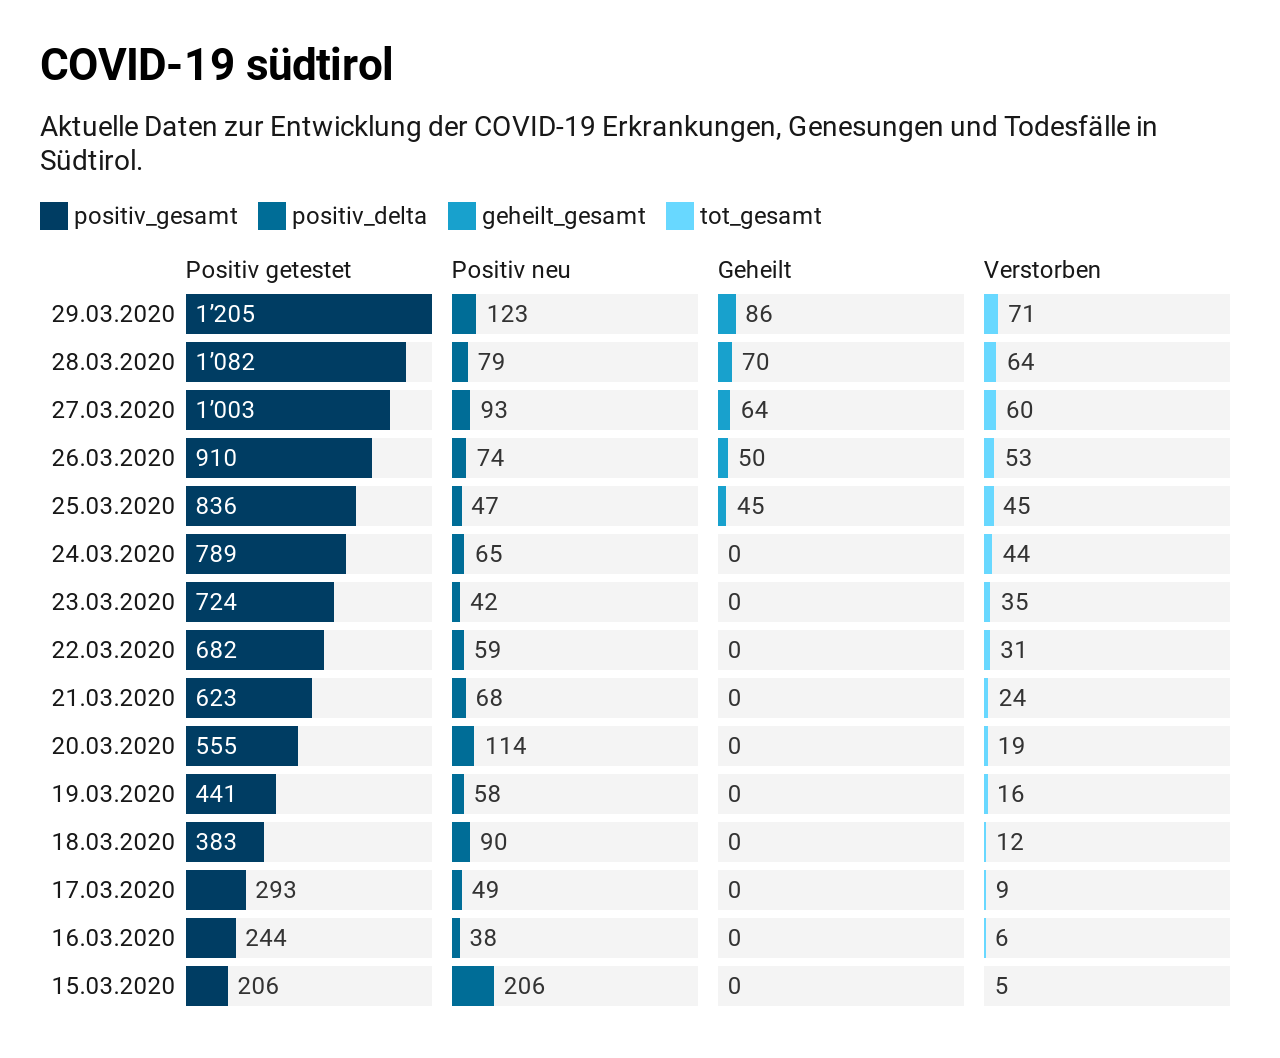 COVID-19 südtirol
Aktuelle Daten zur Entwicklung der COVID-19 Erkrankungen, Genesungen und Todesfälle in
Südtirol.
positiv_gesamt positiv_delta geheilt_gesamt tot_gesamt
Positiv getestet Positiv neu Geheilt Verstorben
29.03.2020 1’205 123 86 71
28.03.2020 1’082 79 70 64
27.03.2020 1’003 93 64 60
26.03.2020 910 74 50 53
25.03.2020 836 47 45 45
24.03.2020 789 65 0 44
23.03.2020 724 42 0 35
22.03.2020 682 59 0 31
21.03.2020 623 68 0 24
20.03.2020 555 114 0 19
19.03.2020 441 58 0 16
18.03.2020 383 90 0 12
17.03.2020 293 49 0 9
16.03.2020 244 38 0 6
15.03.2020 206 206 0 5